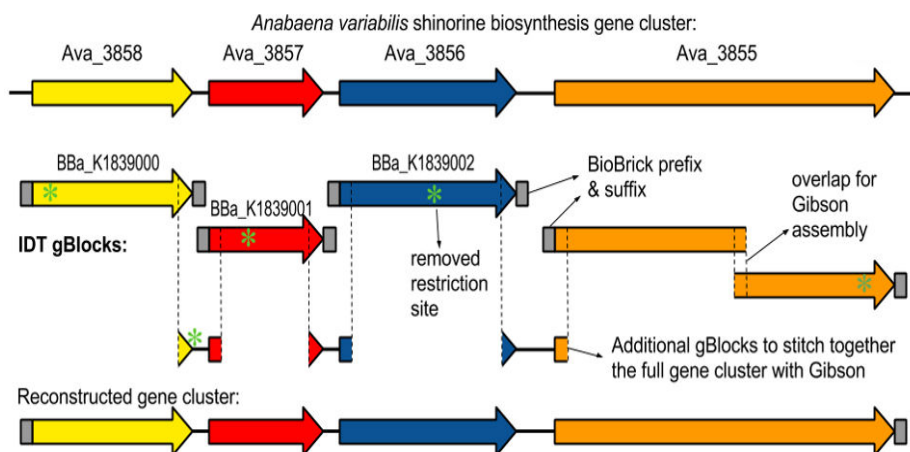 Anabaena variabilis shinorine biosynthesis gene cluster:
Ava_3858 Ava_3857 Ava_3856 Ava_3855
BBa_K1839000
BBa_K1839002
BioBrick prefix
& suffix
overlap for
Gibson
assembly
BBa_K1839001
IDT gBlocks:
removed
restriction
site
Additional gBlocks to stitch together
the full gene cluster with Gibson
Reconstructed gene cluster: